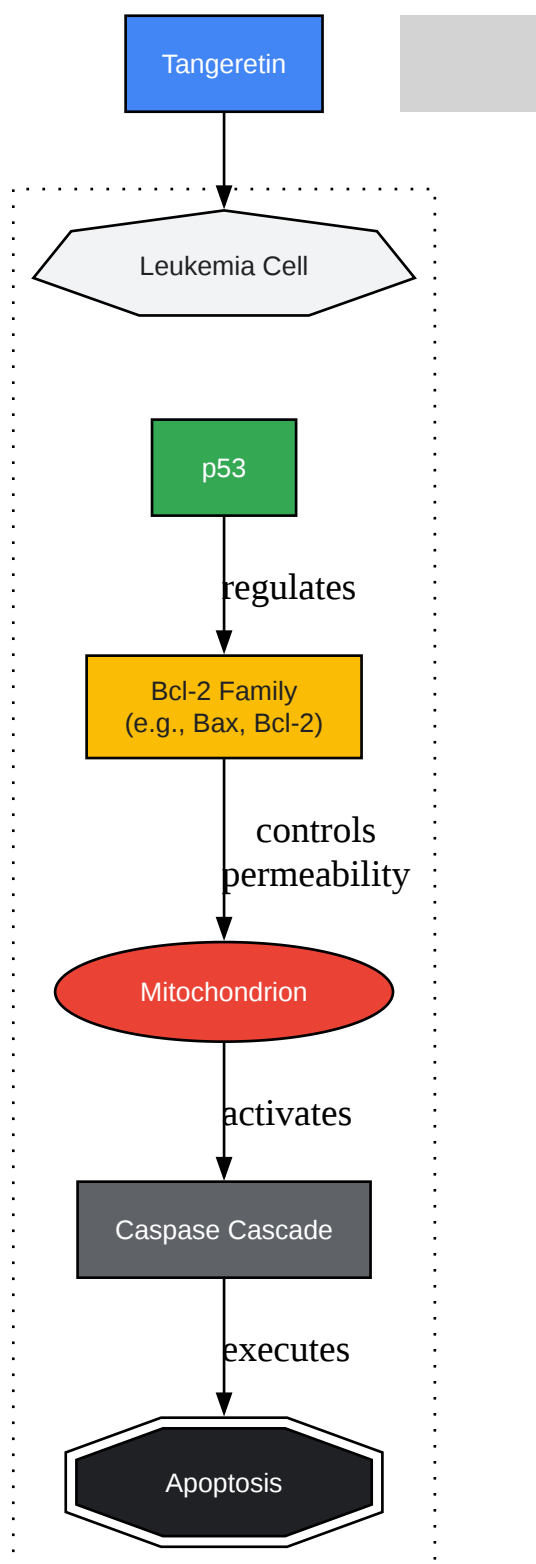 Tangeretin
Leukemia Cell
p53
regulates
Bcl-2 Family
(e.g., Bax, Bcl-2)
controls
permeability
Mitochondrion
activates
Caspase Cascade
executes
Apoptosis